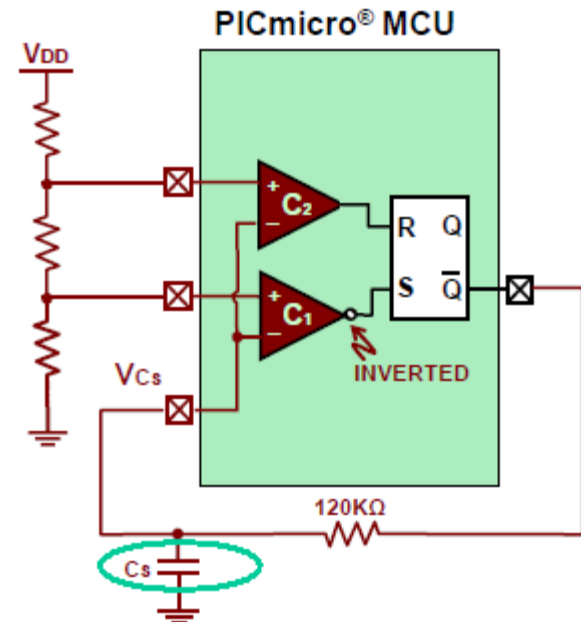 PICmicro® MCU
VDD
+
C2
–
R Q
+
C1
–
S Q̅
VCs
INVERTED
120KΩ
Cs